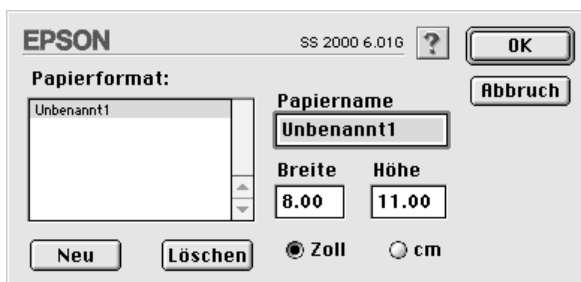 EPSON SS 2000 6.01G ? OK
Papierformat: Abbruch
Unbenannt1 Papiername
Unbenannt1
Breite Höhe
8.00 11.00
Neu Löschen Zoll cm